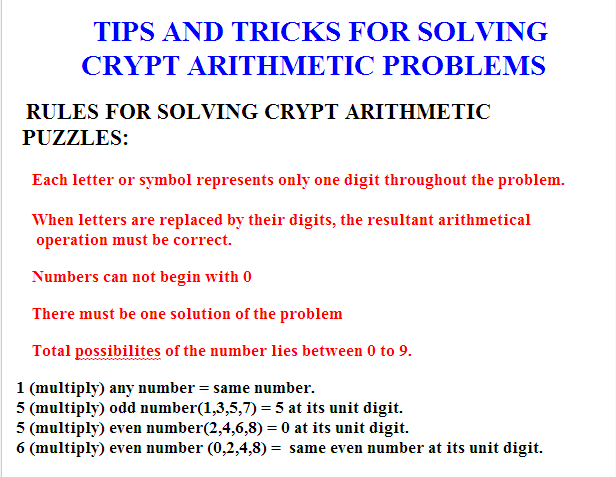 TIPS AND TRICKS FOR SOLVING
CRYPT ARITHMETIC PROBLEMS
RULES FOR SOLVING CRYPT ARITHMETIC
PUZZLES:
Each letter or symbol represents only one digit throughout the problem.
When letters are replaced by their digits, the resultant arithmetical
operation must be correct.
Numbers can not begin with 0
There must be one solution of the problem
Total possibilites of the number lies between 0 to 9.
1 (multiply) any number = same number.
5 (multiply) odd number(1,3,5,7) = 5 at its unit digit.
5 (multiply) even number(2,4,6,8) = 0 at its unit digit.
6 (multiply) even number (0,2,4,8) =  same even number at its unit digit.